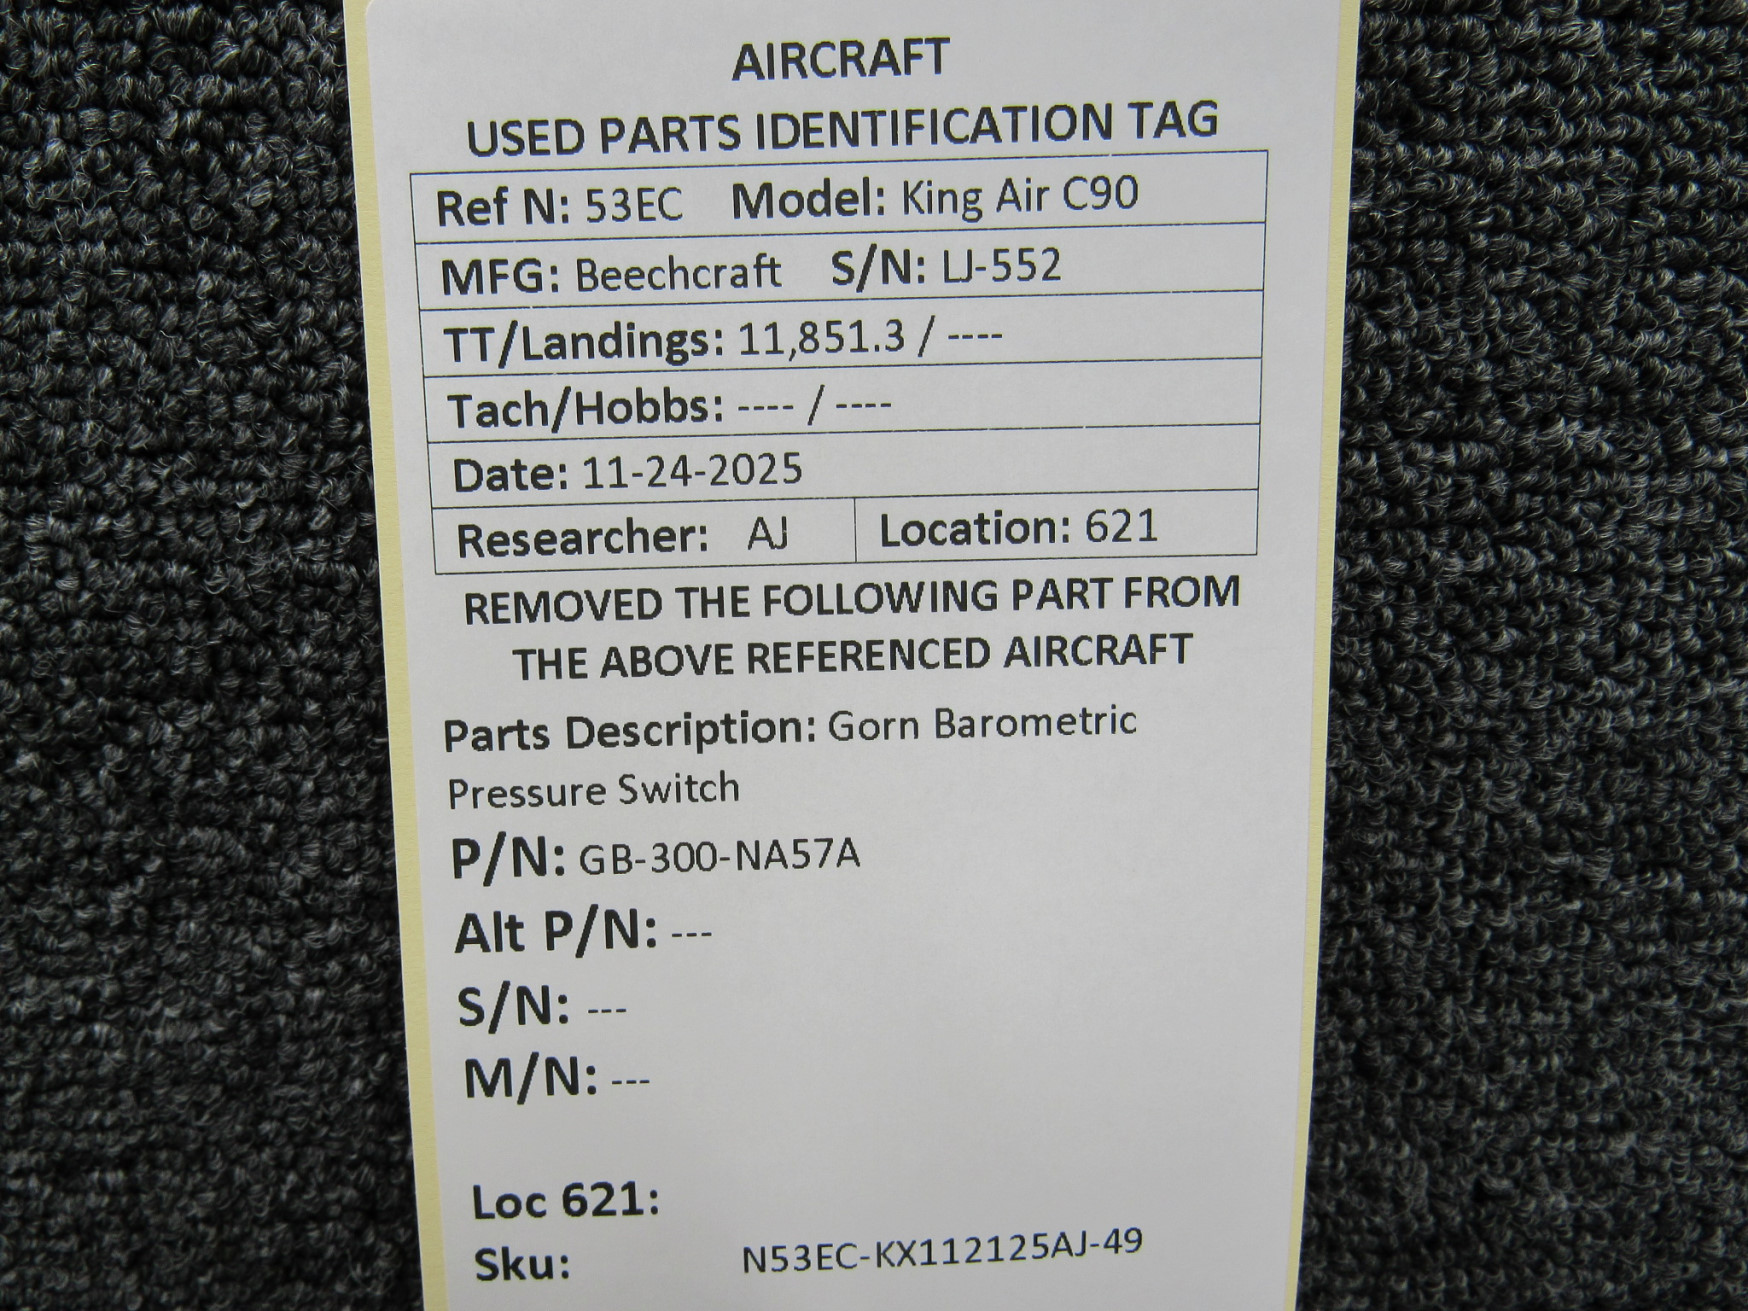 AIRCRAFT
USED PARTS IDENTIFICATION TAG
Ref N: 53EC Model: King Air C90
MFG: Beechcraft S/N: LJ-552
TT/Landings: 11,851.3 / ----
Tach/Hobbs: ---- / ----
Date: 11-24-2025
Researcher: AJ Location: 621
REMOVED THE FOLLOWING PART FROM
THE ABOVE REFERENCED AIRCRAFT
Parts Description: Gorn Barometric
Pressure Switch
P/N: GB-300-NA57A
Alt P/N: ---
S/N: ---
M/N: ---
Loc 621:
Sku: N53EC-KX112125AJ-49